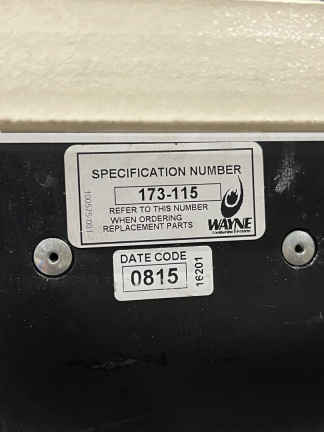 SPECIFICATION NUMBER
173-115
REFER TO THIS NUMBER
WHEN ORDERING
REPLACEMENT PARTS
WAYNE
DATE CODE
0815
16201